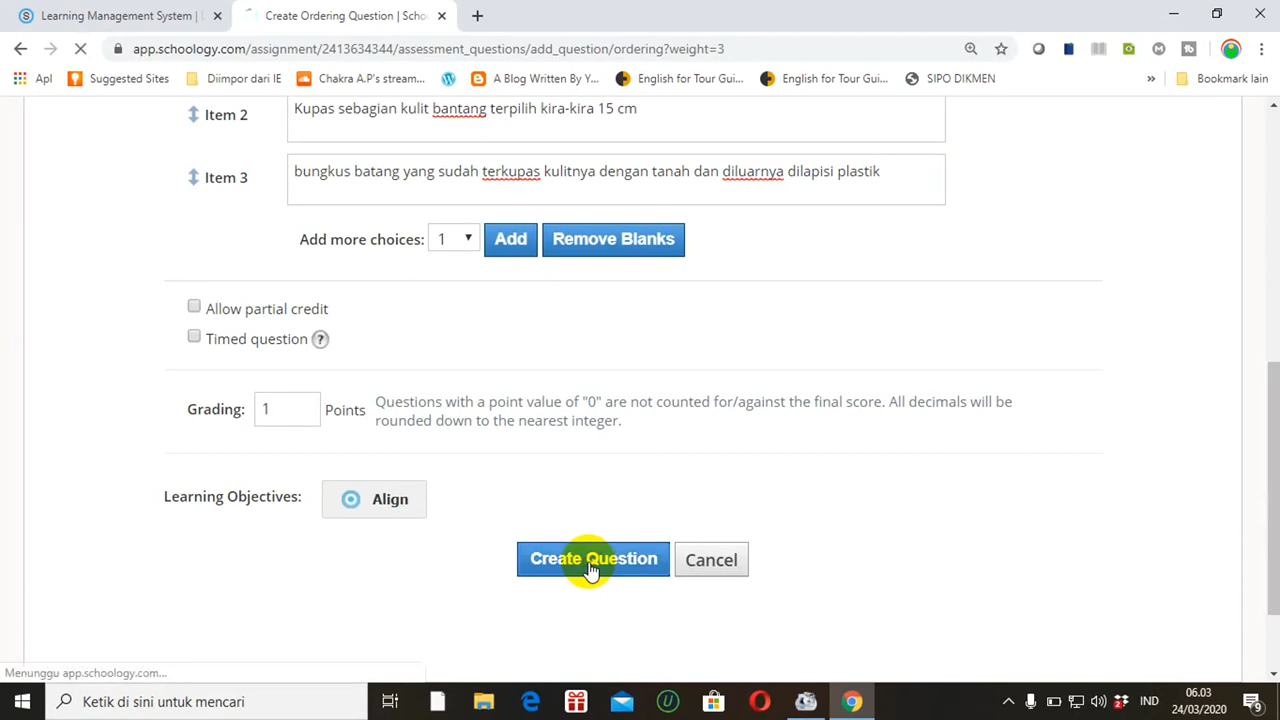 Learning Management System | L
Create Ordering Question | Scho
app.schoology.com/assignment/2413634344/assessment_questions/add_question/ordering?weight=3
Apl
Suggested Sites
Diimpor dari IE
Chakra A.P's stream...
A Blog Written By Y...
English for Tour Gui...
English for Tour Gui...
SIPO DIKMEN
»
Bookmark lain
Item 2
Kupas sebagian kulit bantang terpilih kira-kira 15 cm
Item 3
bungkus batang yang sudah terkupas kulitnya dengan tanah dan diluarnya dilapisi plastik
Add more choices: 1 Add Remove Blanks
Allow partial credit
Timed question ?
Grading: 1 Points Questions with a point value of "0" are not counted for/against the final score. All decimals will be
rounded down to the nearest integer.
Learning Objectives: Align
Create Question Cancel
Menunggu app.schoology.com...
Ketik di sini untuk mencari
IND
06.03
24/03/2020
9